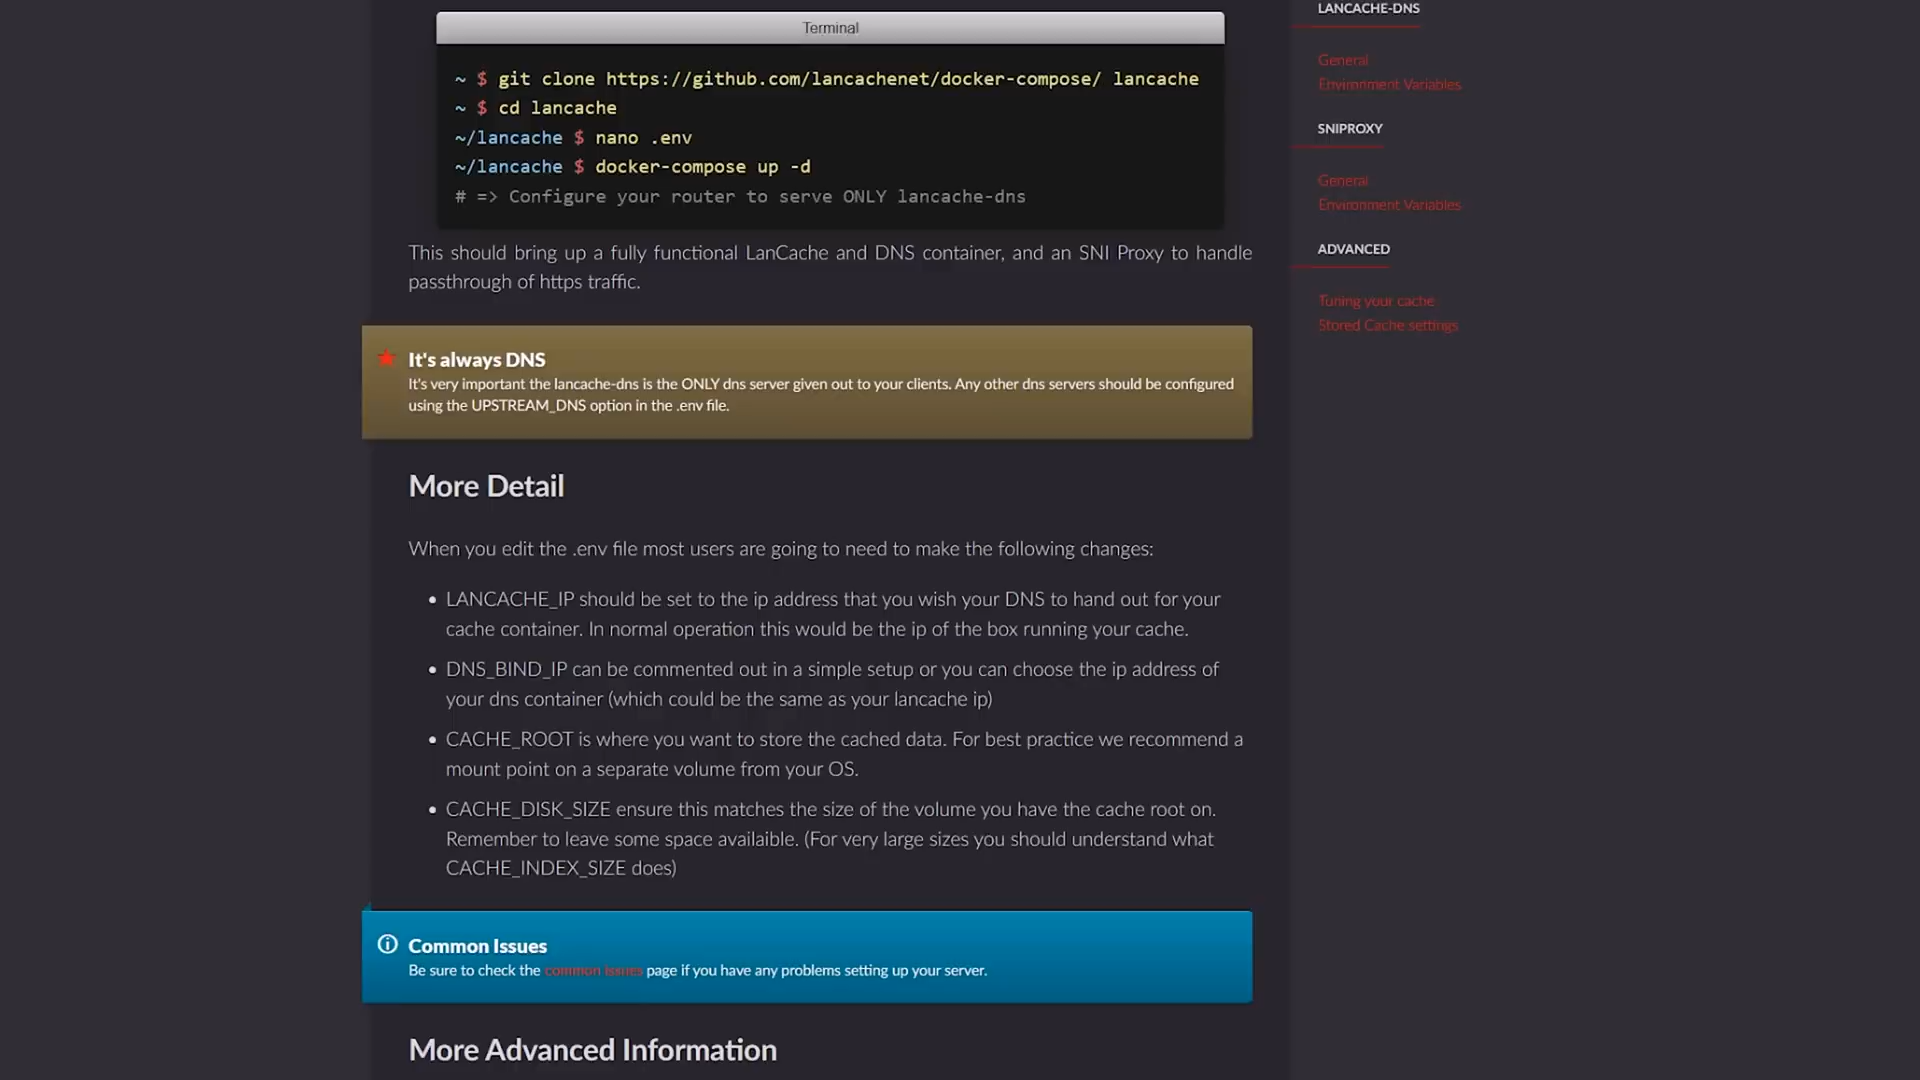 Terminal
~ $ git clone https://github.com/lancachenet/docker-compose/ lancache
~ $ cd lancache
~/lancache $ nano .env
~/lancache $ docker-compose up -d
# => Configure your router to serve ONLY lancache-dns
This should bring up a fully functional LanCache and DNS container, and an SNI Proxy to handle
passthrough of https traffic.
It's always DNS
It's very important the lancache-dns is the ONLY dns server given out to your clients. Any other dns servers should be configured
using the UPSTREAM_DNS option in the .env file.
More Detail
When you edit the .env file most users are going to need to make the following changes:
• LANCACHE_IP should be set to the ip address that you wish your DNS to hand out for your
cache container. In normal operation this would be the ip of the box running your cache.
• DNS_BIND_IP can be commented out in a simple setup or you can choose the ip address of
your dns container (which could be the same as your lancache ip)
• CACHE_ROOT is where you want to store the cached data. For best practice we recommend a
mount point on a separate volume from your OS.
• CACHE_DISK_SIZE ensure this matches the size of the volume you have the cache root on.
Remember to leave some space availaible. (For very large sizes you should understand what
CACHE_INDEX_SIZE does)
Common Issues
Be sure to check the common issues page if you have any problems setting up your server.
More Advanced Information
LANCACHE-DNS
General
Environment Variables
SNIPROXY
General
Environment Variables
ADVANCED
Tuning your cache
Stored Cache settings